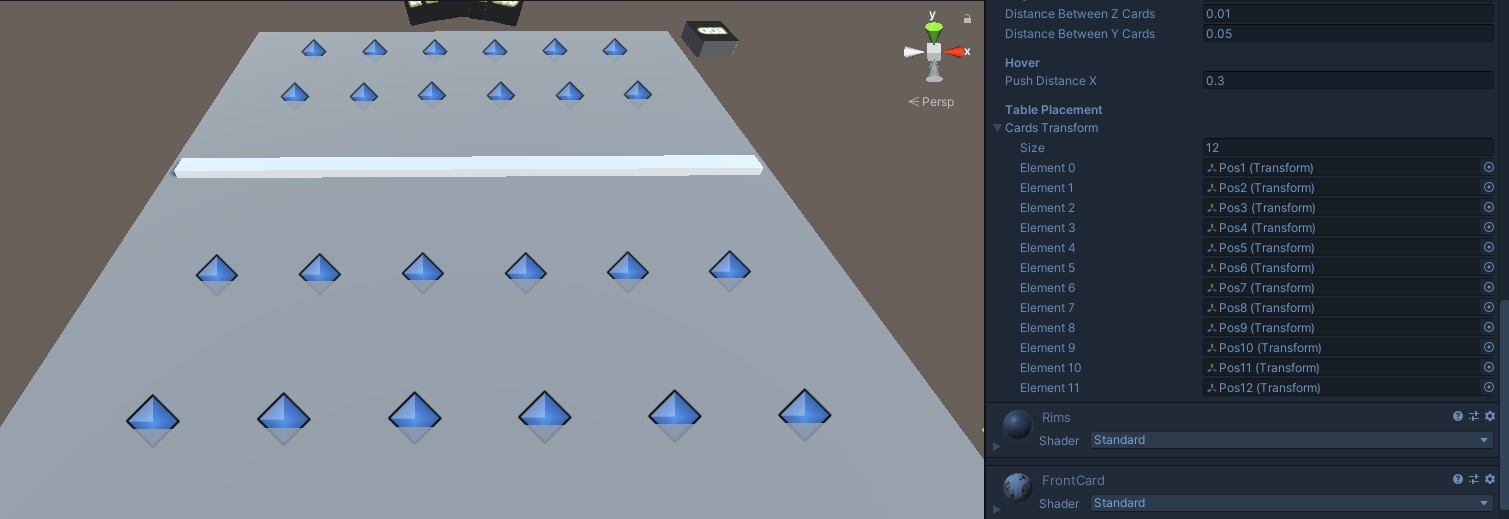 y
x
Persp
Distance Between Z Cards 0.01
Distance Between Y Cards 0.05
Hover
Push Distance X 0.3
Table Placement
Cards Transform
Size 12
Element 0 Pos1 (Transform)
Element 1 Pos2 (Transform)
Element 2 Pos3 (Transform)
Element 3 Pos4 (Transform)
Element 4 Pos5 (Transform)
Element 5 Pos6 (Transform)
Element 6 Pos7 (Transform)
Element 7 Pos8 (Transform)
Element 8 Pos9 (Transform)
Element 9 Pos10 (Transform)
Element 10 Pos11 (Transform)
Element 11 Pos12 (Transform)
Rims
Shader Standard
FrontCard
Shader Standard